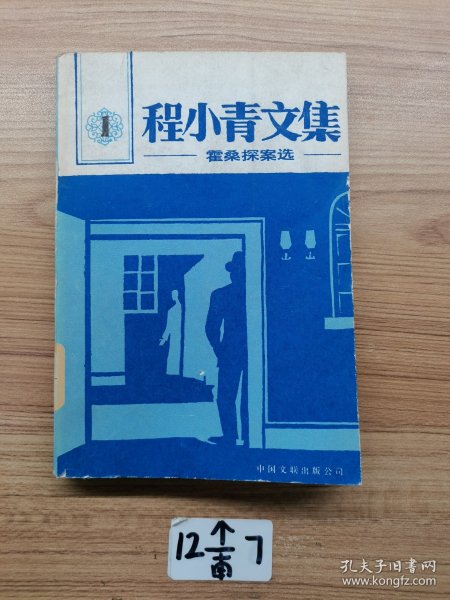 1
程小青文集
霍桑探案选
中国文联出版公司
12 南 7
孔夫子旧书网
www.kongfz.com